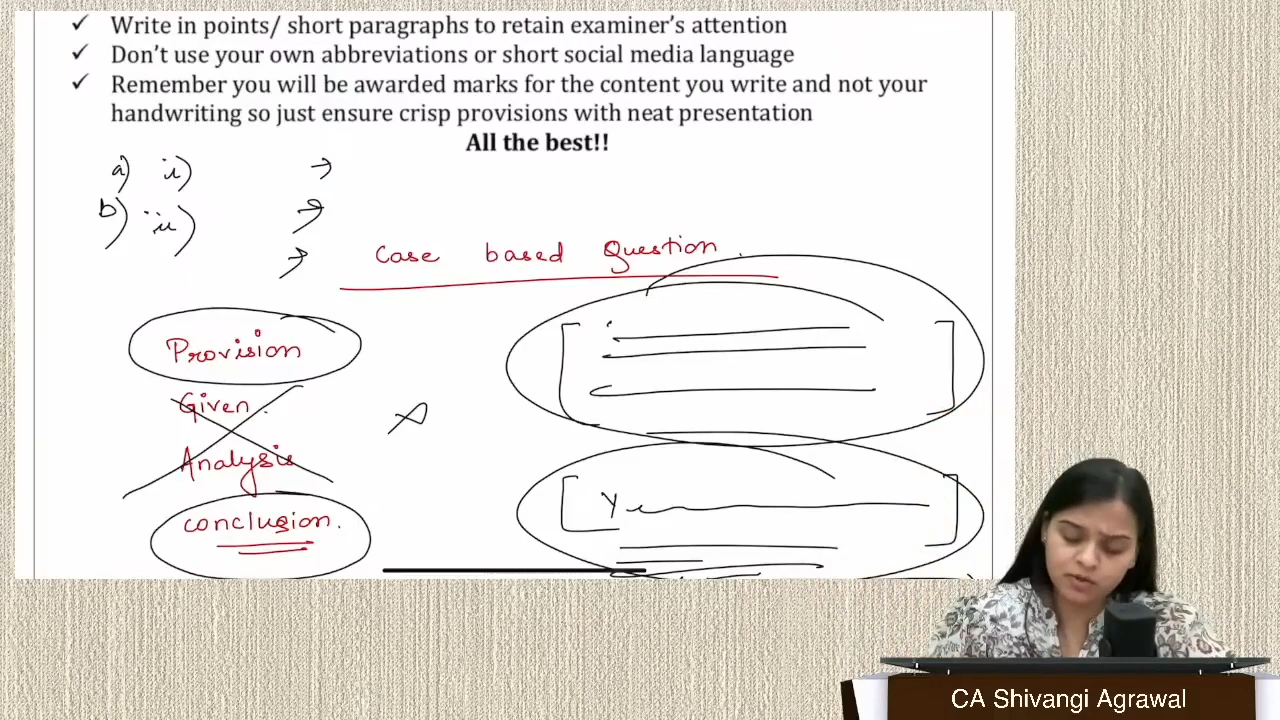 ✓ Write in points/ short paragraphs to retain examiner's attention
✓ Don't use your own abbreviations or short social media language
✓ Remember you will be awarded marks for the content you write and not your
handwriting so just ensure crisp provisions with neat presentation
All the best!!
a) i) →
b) ii) →
→
Case based Question.
Provision
Given.
Analysis
conclusion.
CA Shivangi Agrawal